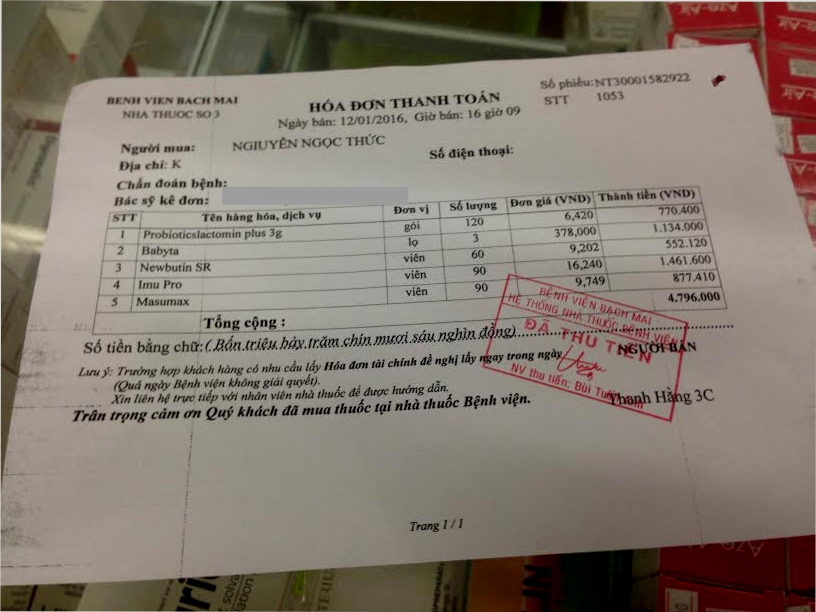 BENH VIEN BACH MAI
NHA THUOC SO 3
HÓA ĐƠN THANH TOÁN
Ngày bán: 12/01/2016, Giờ bán: 16 giờ 09
Số phiếu: NT30001582922
STT 1053
Người mua: NGIUYỄN NGỌC THỨC
Địa chỉ: K
Số điện thoại:
Chẩn đoán bệnh:
Bác sỹ kê đơn:
STT Tên hàng hóa, dịch vụ Đơn vị Số lượng Đơn giá (VND) Thành tiền (VND)
1 Probioticslactomin plus 3g gói 120 6,420 770.400
2 Babyta lọ 3 378,000 1.134.000
3 Newbutin SR viên 60 9,202 552.120
4 Imu Pro viên 90 16,240 1.461.600
5 Masumax viên 90 9,749 877.410
Tổng cộng : 4.796.000
Số tiền bằng chữ: ( Bốn triệu bảy trăm chín mươi sáu nghìn đồng)
Lưu ý: Trường hợp khách hàng có nhu cầu lấy Hóa đơn tài chính đề nghị lấy ngay trong ngày
(Quá ngày Bệnh viện không giải quyết).
Xin liên hệ trực tiếp với nhân viên nhà thuốc để được hướng dẫn.
Trân trọng cảm ơn Quý khách đã mua thuốc tại nhà thuốc Bệnh viện.
BỆNH VIỆN BẠCH MAI
HỆ THỐNG NHÀ THUỐC BỆNH VIỆN
ĐÃ THU TIỀN
NV thu tiền: Bùi
NGƯỜI BÁN
Thanh Hằng 3C
Trang 1 / 1